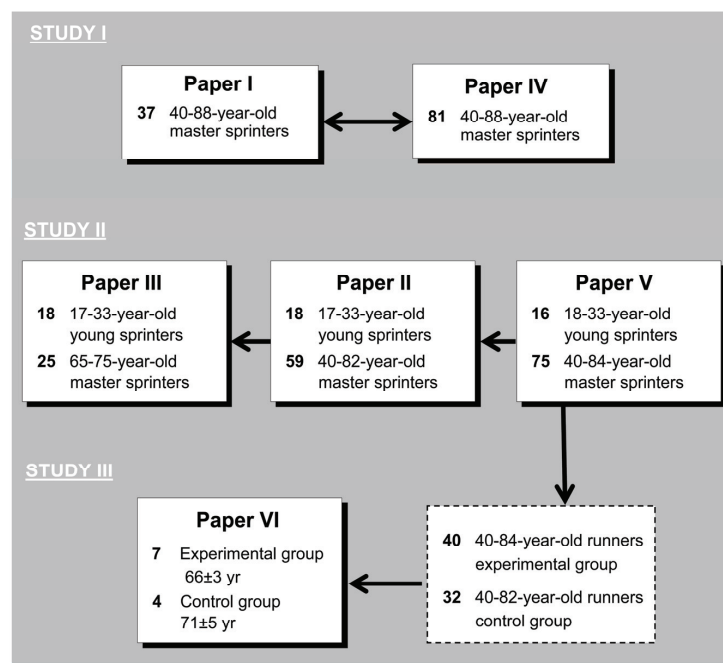 STUDY I
Paper I
37 40-88-year-old
master sprinters
Paper IV
81 40-88-year-old
master sprinters
STUDY II
Paper III
18 17-33-year-old
young sprinters
25 65-75-year-old
master sprinters
Paper II
18 17-33-year-old
young sprinters
59 40-82-year-old
master sprinters
Paper V
16 18-33-year-old
young sprinters
75 40-84-year-old
master sprinters
STUDY III
Paper VI
7 Experimental group
66±3 yr
4 Control group
71±5 yr
40 40-84-year-old runners
experimental group
32 40-82-year-old runners
control group